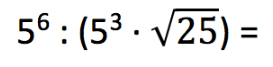 5⁶ : (5³ · √25) =